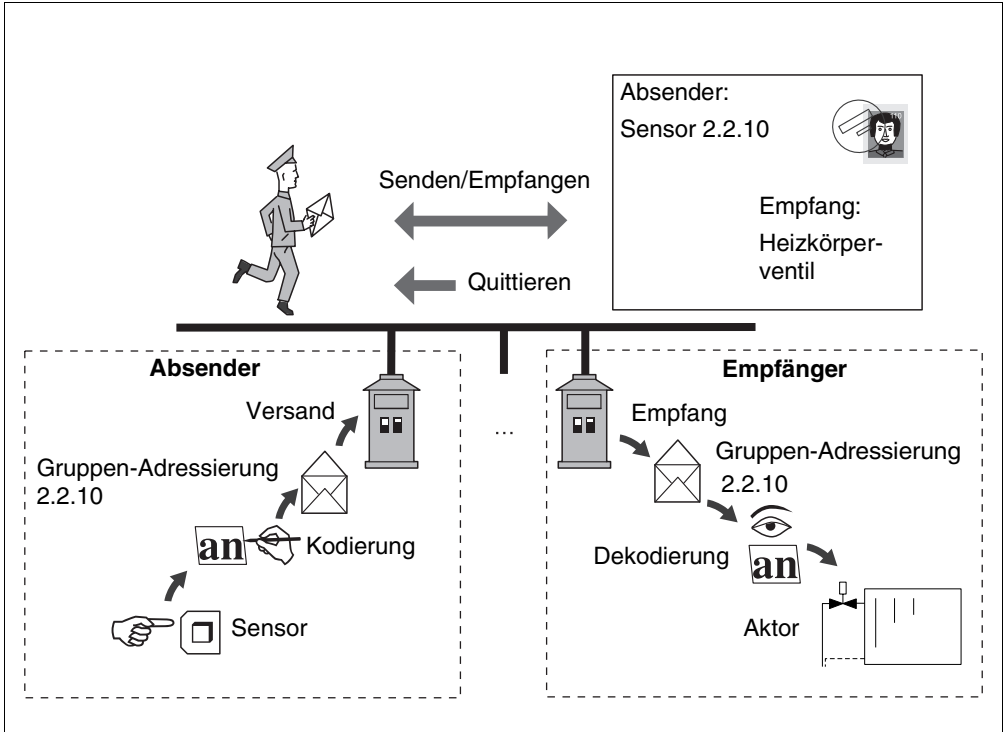 Absender:
Sensor 2.2.10
Empfang:
Heizkörper-
ventil
Senden/Empfangen
Quittieren
Absender
Versand
Gruppen-Adressierung
2.2.10
an
Kodierung
Sensor
...
Empfänger
Empfang
Gruppen-Adressierung
2.2.10
Dekodierung
an
Aktor